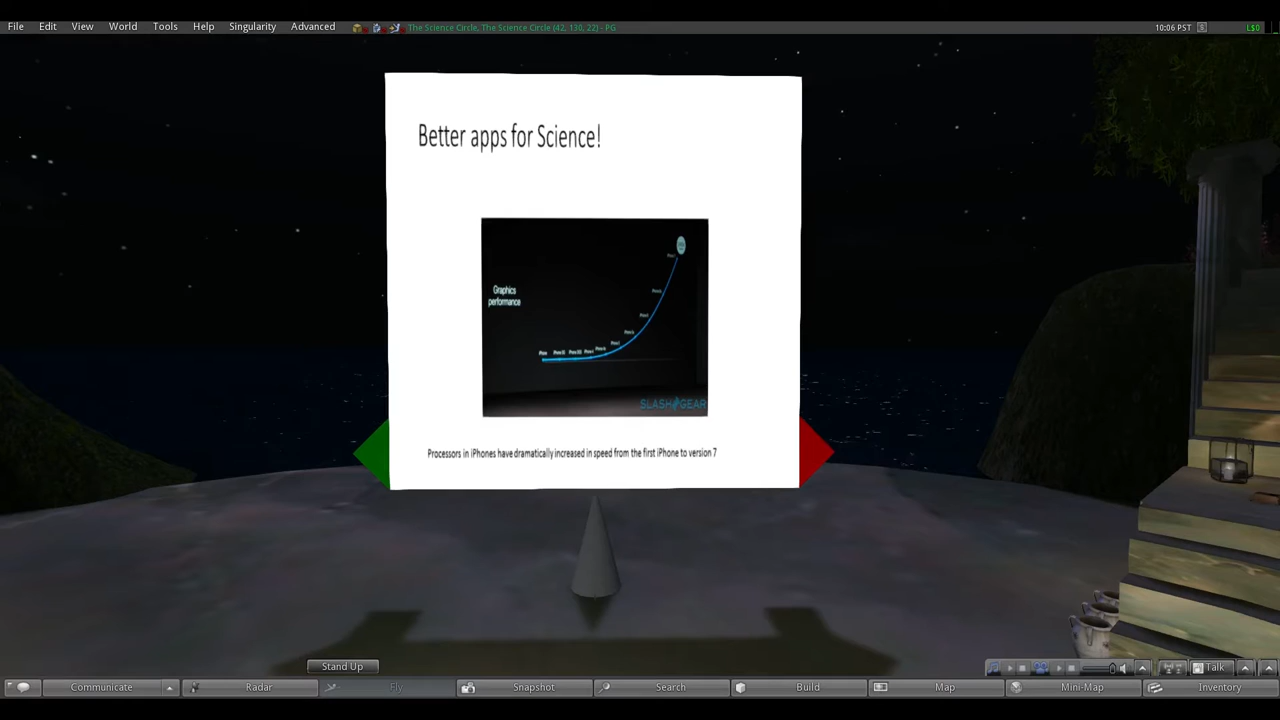 File Edit View World Tools Help Singularity Advanced The Science Circle, The Science Circle (42, 130, 22) - PG 10:06 PST L$0
Better apps for Science!
Graphics
performance
SLASHGEAR
Processors in iPhones have dramatically increased in speed from the first iPhone to version 7
Stand Up
Talk
Communicate Radar Fly Snapshot Search Build Map Mini-Map Inventory